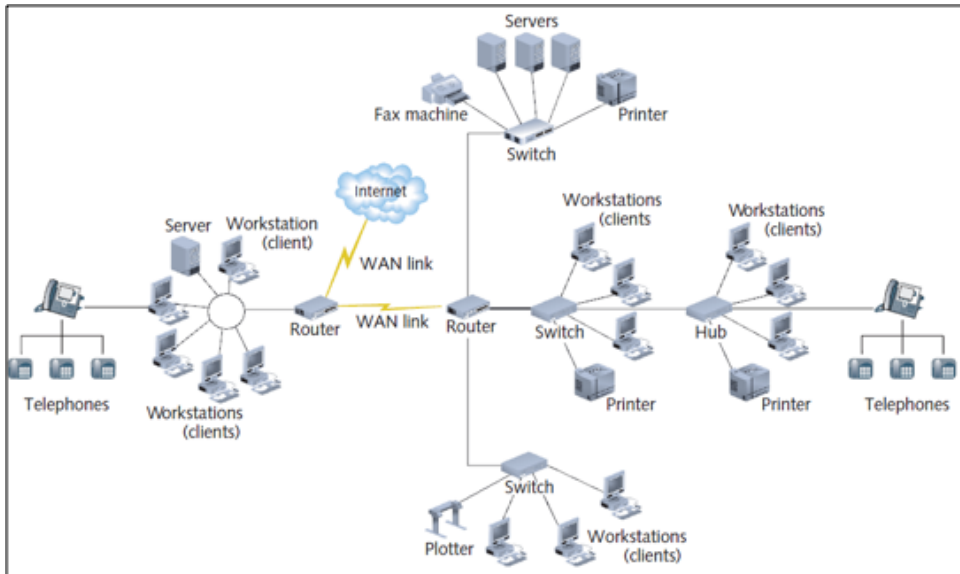 Servers
Fax machine
Printer
Switch
Internet
Workstations
(clients
Workstations
(clients)
Server
Workstation
(client)
WAN link
Router
WAN link
Router
Switch
Hub
Printer
Printer
Telephones
Workstations
(clients)
Telephones
Switch
Plotter
Workstations
(clients)